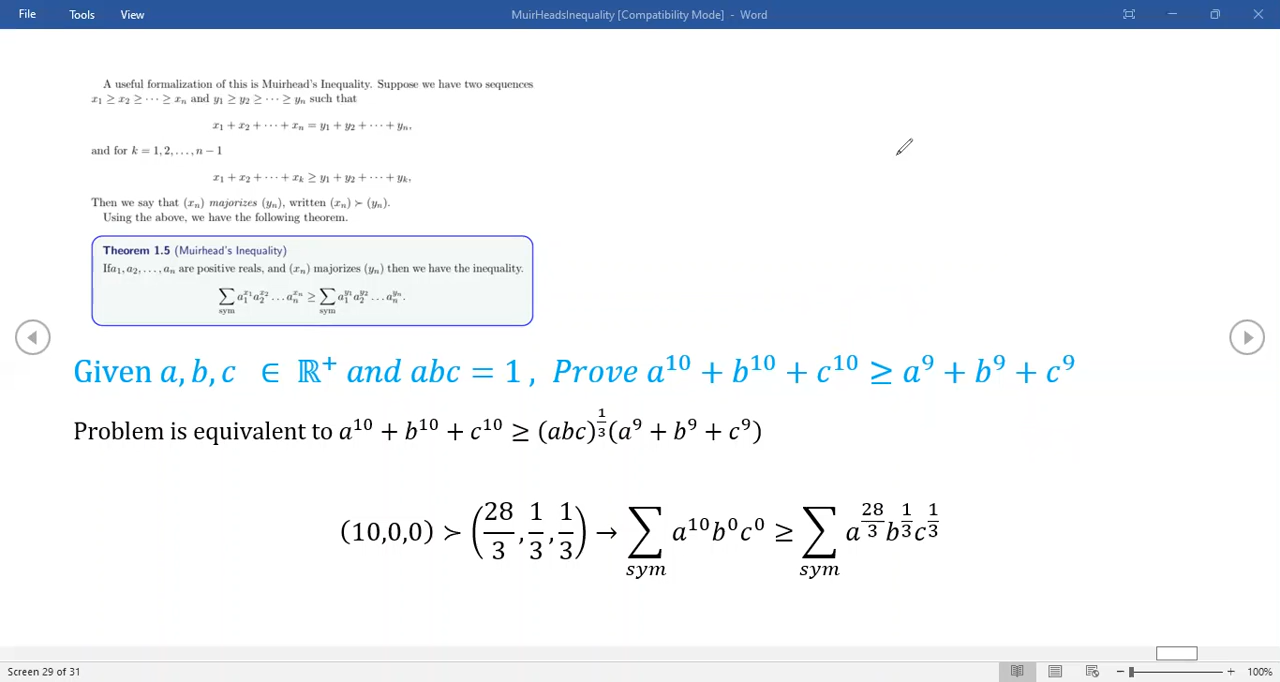 File Tools View MuirHeadsInequality [Compatibility Mode] - Word
A useful formalization of this is Muirhead's Inequality. Suppose we have two sequences
x₁ ≥ x₂ ≥ ··· ≥ xₙ and y₁ ≥ y₂ ≥ ··· ≥ yₙ such that
x₁ + x₂ + ··· + xₙ = y₁ + y₂ + ··· + yₙ,
and for k = 1, 2, . . . , n − 1
x₁ + x₂ + ··· + xₖ ≥ y₁ + y₂ + ··· + yₖ,
Then we say that (xₙ) majorizes (yₙ), written (xₙ) ≻ (yₙ).
Using the above, we have the following theorem.
Theorem 1.5 (Muirhead's Inequality)
Ifa₁, a₂, . . . , aₙ are positive reals, and (xₙ) majorizes (yₙ) then we have the inequality.
∑_sym a₁^{x₁} a₂^{x₂} . . . aₙ^{xₙ} ≥ ∑_sym a₁^{y₁} a₂^{y₂} . . . aₙ^{yₙ}.
Given a, b, c ∈ ℝ⁺ and abc = 1 , Prove a¹⁰ + b¹⁰ + c¹⁰ ≥ a⁹ + b⁹ + c⁹
Problem is equivalent to a¹⁰ + b¹⁰ + c¹⁰ ≥ (abc)^{1/3}(a⁹ + b⁹ + c⁹)
(10,0,0) ≻ (28/3, 1/3, 1/3) → ∑_sym a¹⁰b⁰c⁰ ≥ ∑_sym a^{28/3} b^{1/3} c^{1/3}
Screen 29 of 31 − + 100%